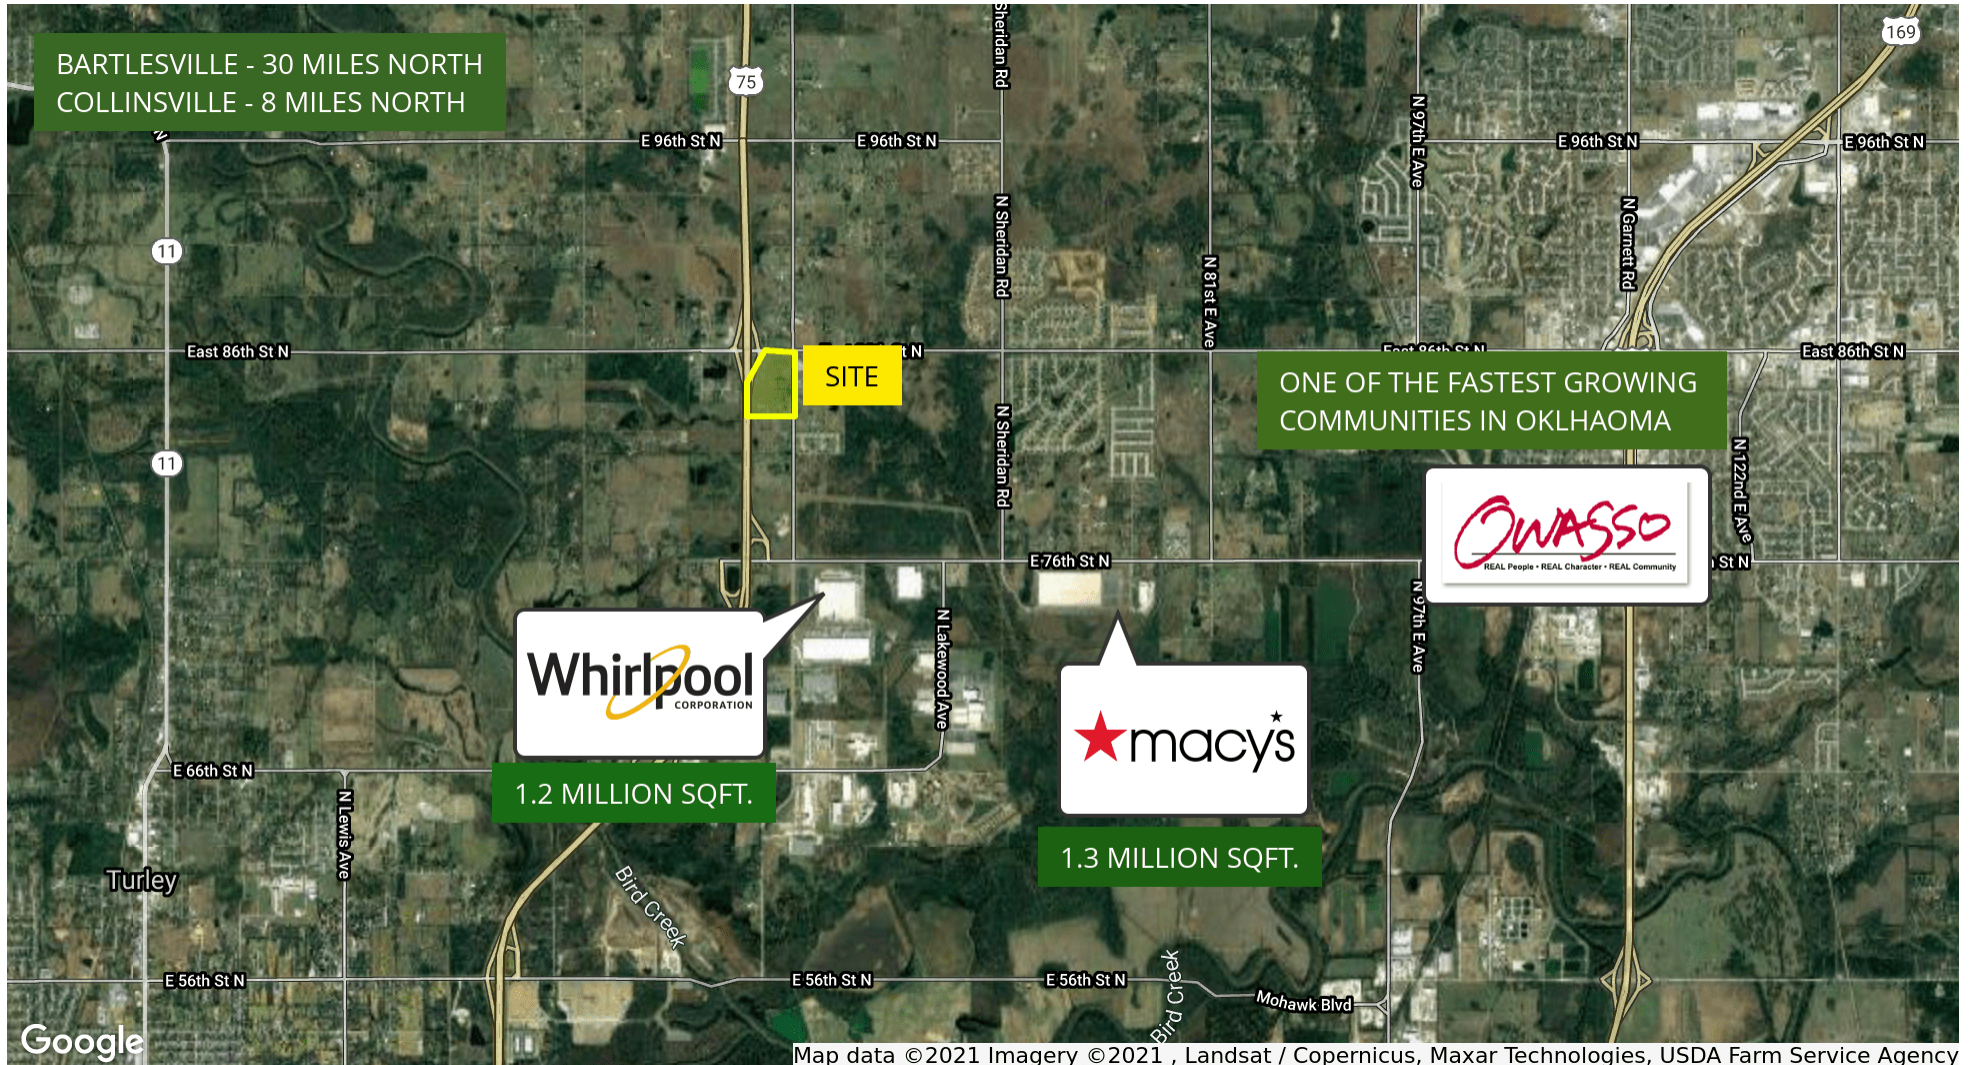 BARTLESVILLE - 30 MILES NORTH
COLLINSVILLE - 8 MILES NORTH
75
Sheridan Rd
169
N
E 96th St N
E 96th St N
N 97th E Ave
E 96th St N
E 96th St N
11
N Sheridan Rd
N 81st E Ave
N Garnett Rd
East 86th St N
t N
East 86th St N
East 86th St N
SITE
ONE OF THE FASTEST GROWING
COMMUNITIES IN OKLHAOMA
11
N Sheridan Rd
N 122nd E Ave
OWASSO
REAL People • REAL Character • REAL Community
E 76th St N
St N
N 97th E Ave
N Lakewood Ave
Whirlpool
CORPORATION
macy's
E 66th St N
1.2 MILLION SQFT.
N Lewis Ave
1.3 MILLION SQFT.
Turley
Bird Creek
E 56th St N
E 56th St N
E 56th St N
Bird Creek
Mohawk Blvd
Google
Map data ©2021 Imagery ©2021 , Landsat / Copernicus, Maxar Technologies, USDA Farm Service Agency